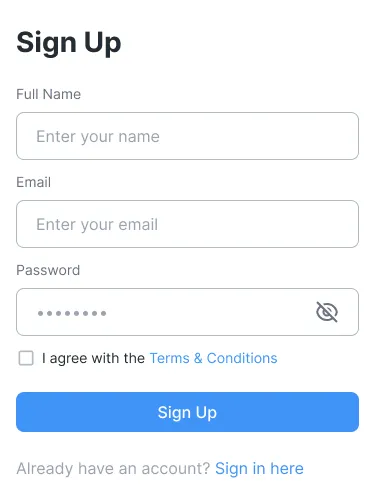 Sign Up
Full Name
Enter your name
Email
Enter your email
Password
••••••••
I agree with the Terms & Conditions
Sign Up
Already have an account? Sign in here